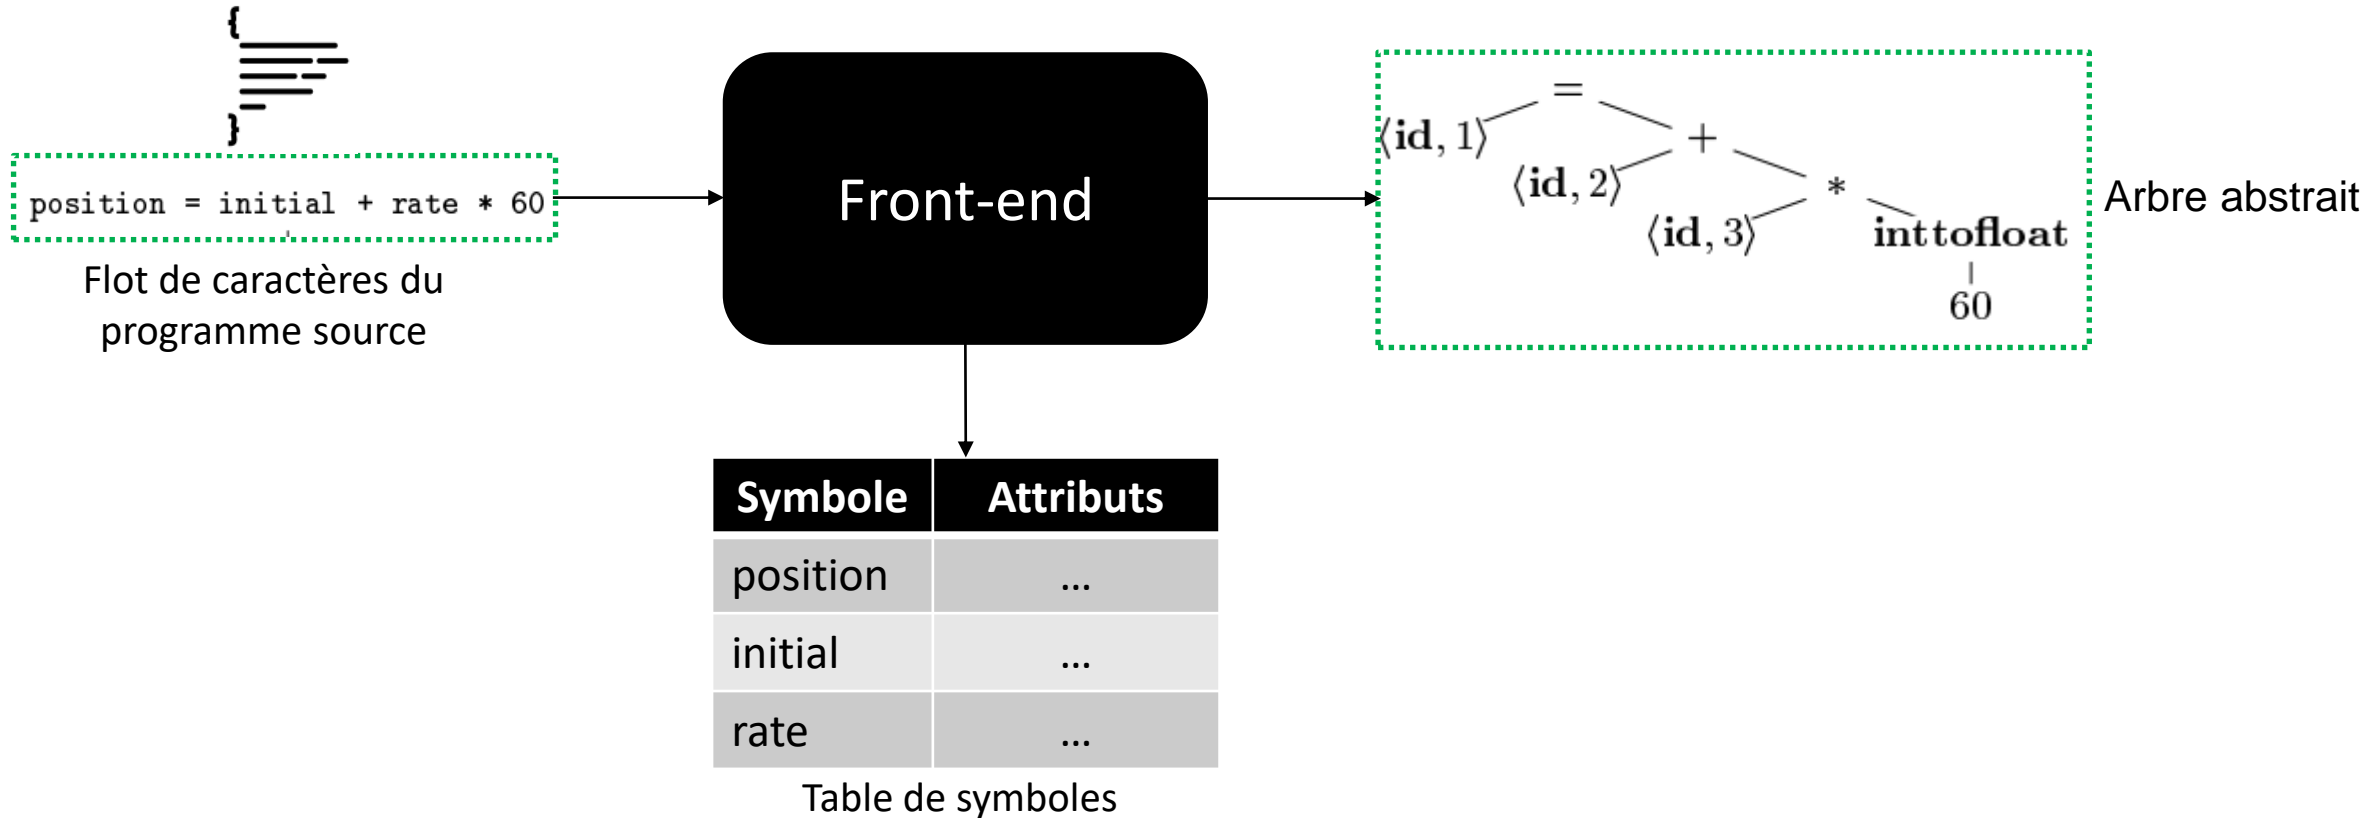 {
}
position = initial + rate * 60
Flot de caractères du
programme source
Front-end
=
⟨id, 1⟩
+
⟨id, 2⟩
*
⟨id, 3⟩
inttofloat
60
Arbre abstrait
Symbole Attributs
position ...
initial ...
rate ...
Table de symboles